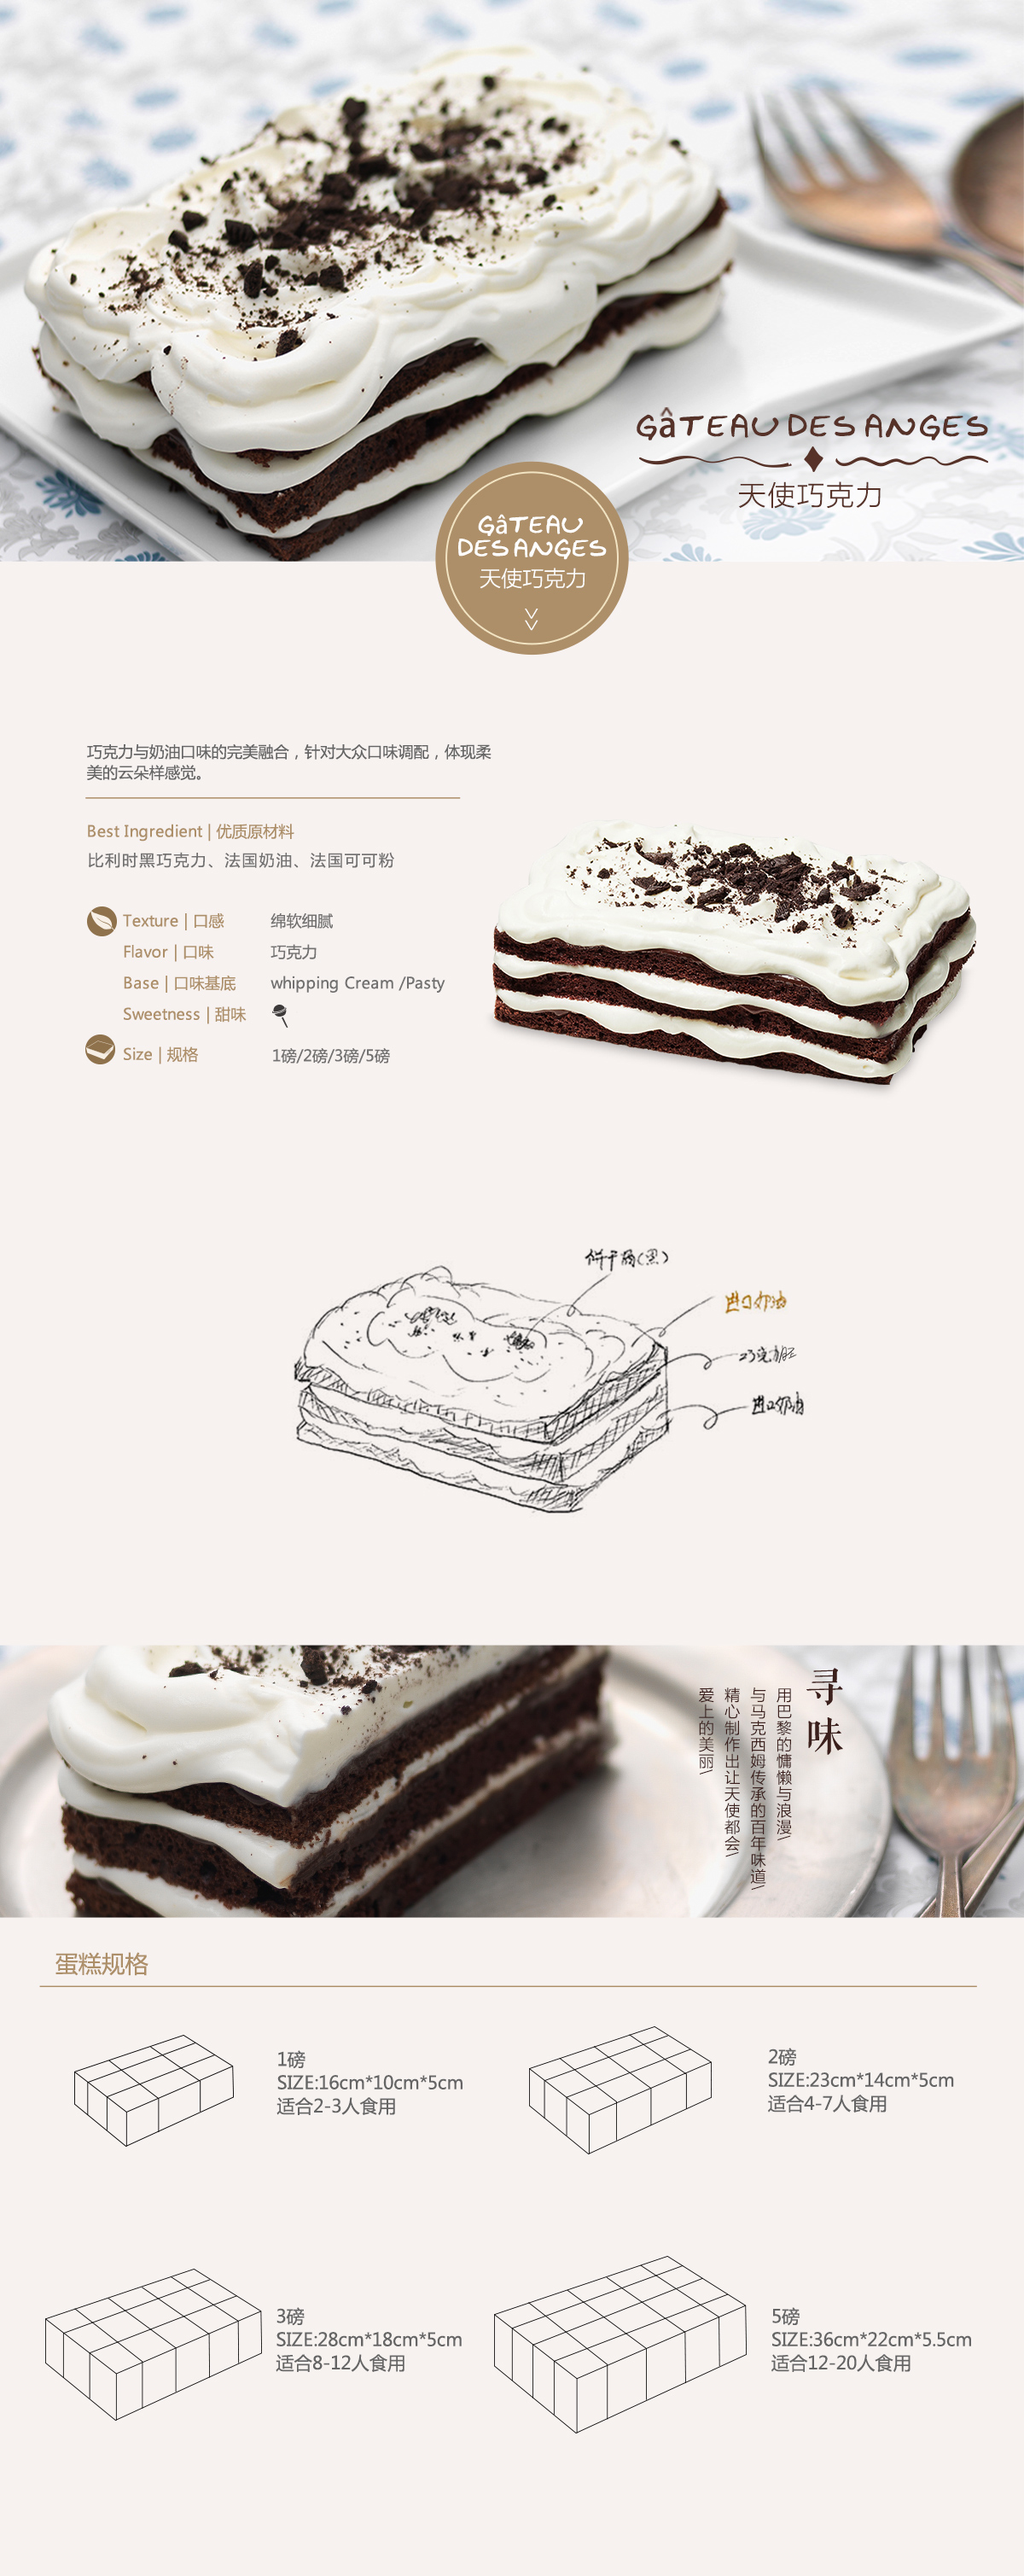 GâTEAU DES ANGES
天使巧克力
GâTEAU
DES ANGES
天使巧克力
巧克力与奶油口味的完美融合，针对大众口味调配，体现柔
美的云朵样感觉。
Best Ingredient | 优质原材料
比利时黑巧克力、法国奶油、法国可可粉
Texture | 口感 绵软细腻
Flavor | 口味 巧克力
Base | 口味基底 whipping Cream /Pasty
Sweetness | 甜味
Size | 规格 1磅/2磅/3磅/5磅
饼干屑(黑)
进口奶油
巧克力胚
进口奶油
寻味
用巴黎的慵懒与浪漫\
与马克西姆传承的百年味道\
精心制作出让天使都会\
爱上的美丽\
蛋糕规格
1磅
SIZE:16cm*10cm*5cm
适合2-3人食用
2磅
SIZE:23cm*14cm*5cm
适合4-7人食用
3磅
SIZE:28cm*18cm*5cm
适合8-12人食用
5磅
SIZE:36cm*22cm*5.5cm
适合12-20人食用